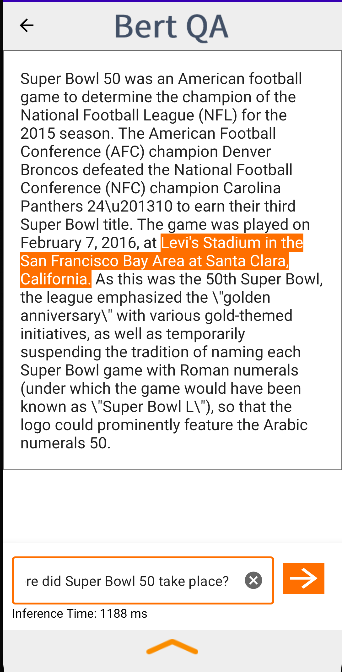 Bert QA
Super Bowl 50 was an American football
game to determine the champion of the
National Football League (NFL) for the
2015 season. The American Football
Conference (AFC) champion Denver
Broncos defeated the National Football
Conference (NFC) champion Carolina
Panthers 24\u201310 to earn their third
Super Bowl title. The game was played on
February 7, 2016, at Levi's Stadium in the
San Francisco Bay Area at Santa Clara,
California. As this was the 50th Super Bowl,
the league emphasized the \"golden
anniversary\" with various gold-themed
initiatives, as well as temporarily
suspending the tradition of naming each
Super Bowl game with Roman numerals
(under which the game would have been
known as \"Super Bowl L\"), so that the
logo could prominently feature the Arabic
numerals 50.
re did Super Bowl 50 take place?
Inference Time: 1188 ms